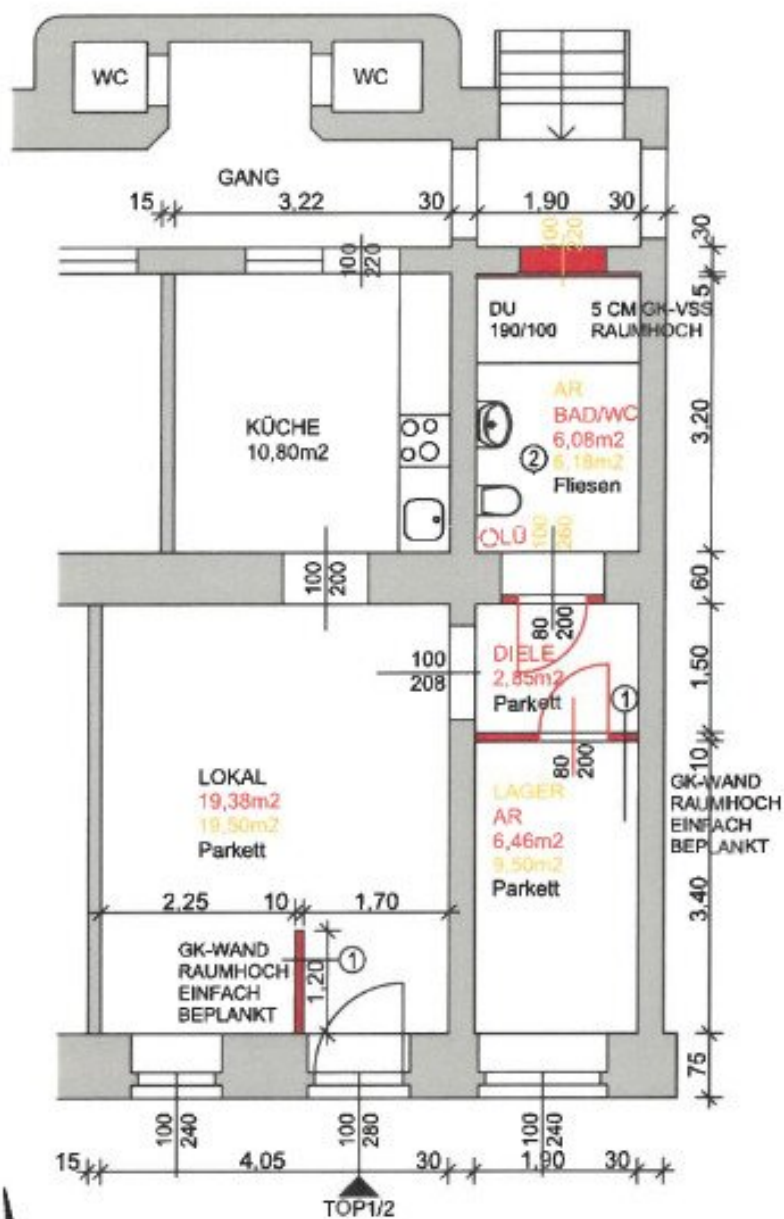 WC
WC
GANG
15 3,22 30 1,90 30
100
220
100
220
30
5
DU
190/100
5 CM GK-VSS
RAUMHOCH
KÜCHE
10,80m2
AR
BAD/WC
6,08m2
6,18m2
Fliesen
2
3,20
OLÜ
100
260
100
200
60
80
200
100
208
DIELE
2,85m2
Parkett
1
1,50
80
200
10
GK-WAND
RAUMHOCH
EINFACH
BEPLANKT
LOKAL
19,38m2
19,50m2
Parkett
LAGER
AR
6,46m2
9,50m2
Parkett
3,40
2,25 10 1,70
GK-WAND
RAUMHOCH
EINFACH
BEPLANKT
1,20
1
75
100
240
100
280
100
240
15 4,05 30 1,90 30
TOP1/2